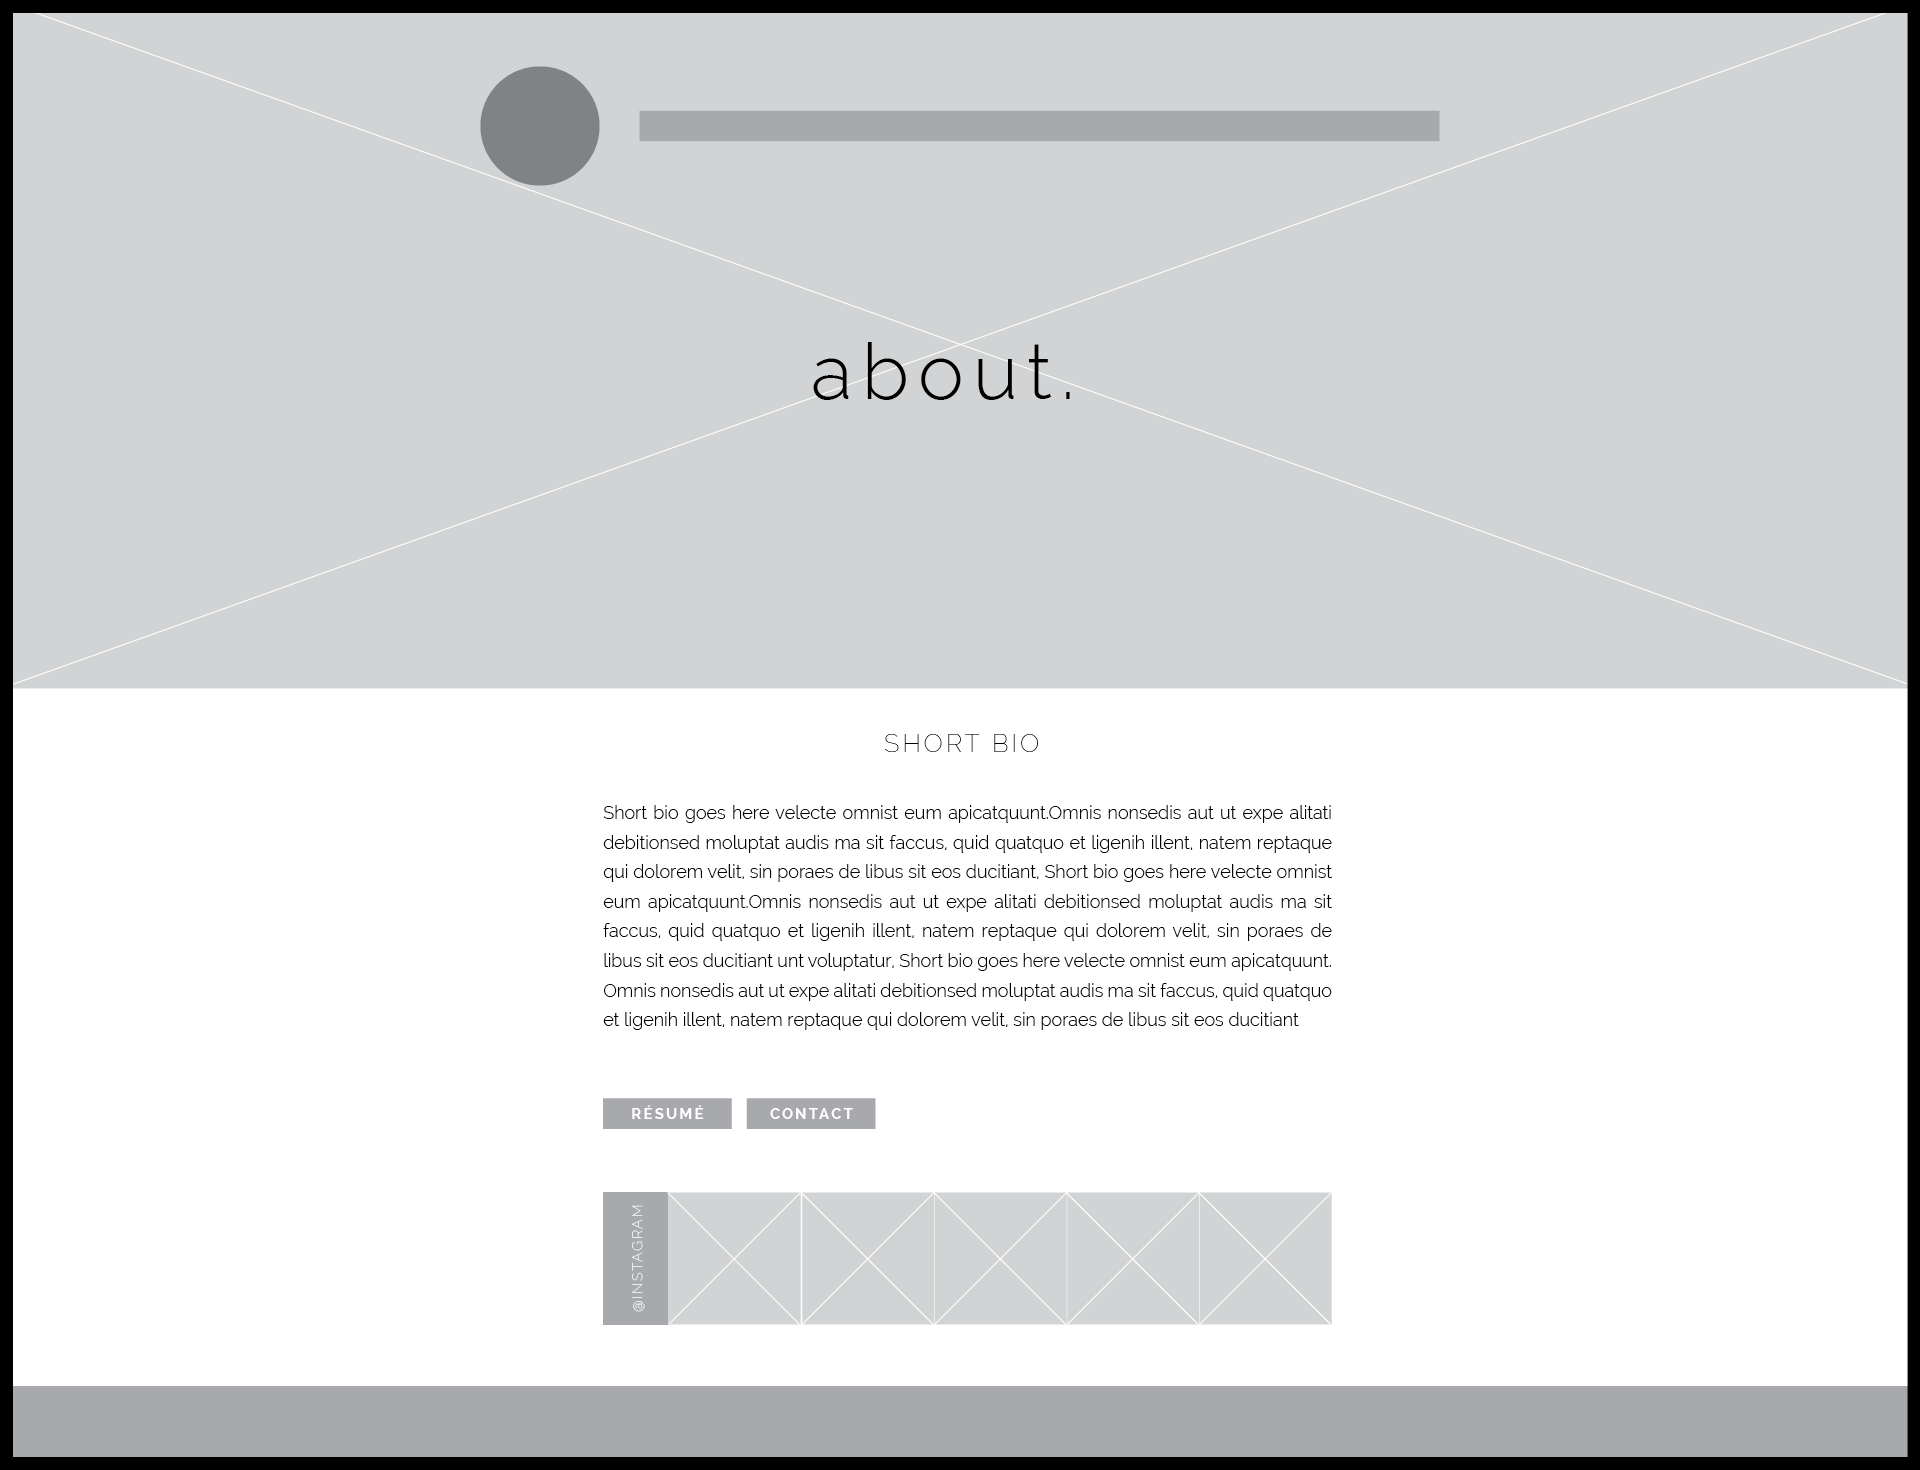 about.
SHORT BIO
Short bio goes here velecte omnist eum apicatquunt.Omnis nonsedis aut ut expe alitati
debitionsed moluptat audis ma sit faccus, quid quatquo et ligenih illent, natem reptaque
qui dolorem velit, sin poraes de libus sit eos ducitiant, Short bio goes here velecte omnist
eum apicatquunt.Omnis nonsedis aut ut expe alitati debitionsed moluptat audis ma sit
faccus, quid quatquo et ligenih illent, natem reptaque qui dolorem velit, sin poraes de
libus sit eos ducitiant unt voluptatur, Short bio goes here velecte omnist eum apicatquunt.
Omnis nonsedis aut ut expe alitati debitionsed moluptat audis ma sit faccus, quid quatquo
et ligenih illent, natem reptaque qui dolorem velit, sin poraes de libus sit eos ducitiant
RÉSUMÉ CONTACT
@INSTAGRAM